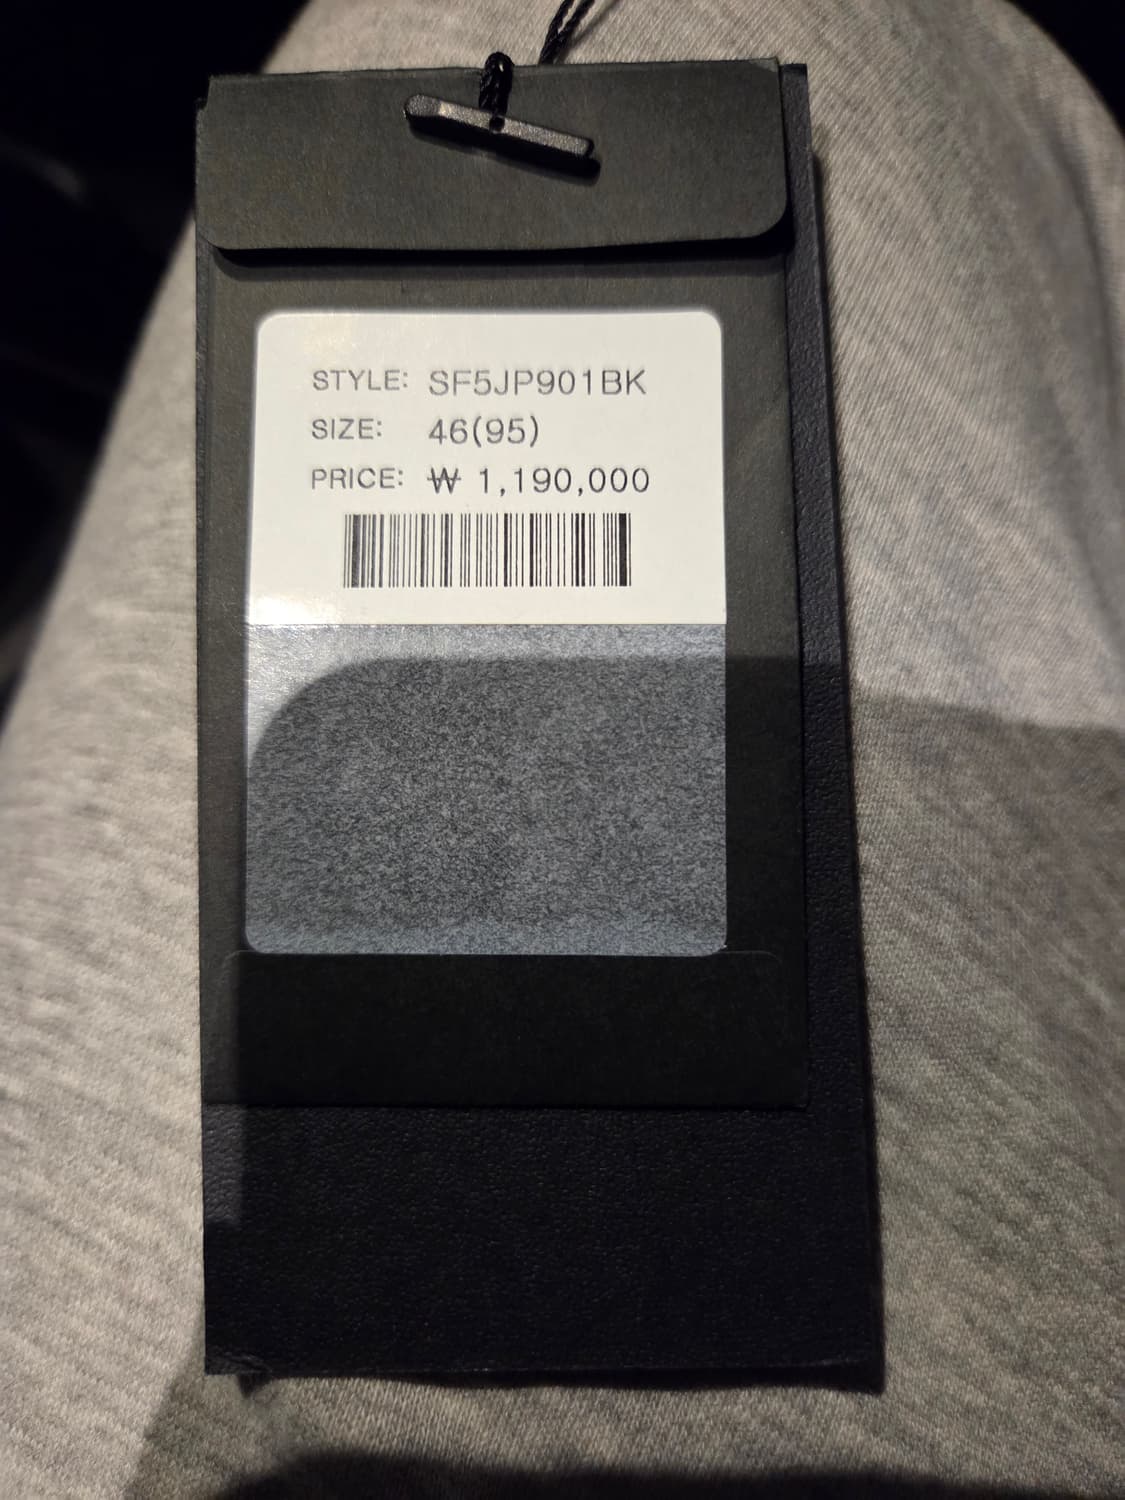 STYLE: SF5JP901BK
SIZE: 46(95)
PRICE: ₩ 1,190,000